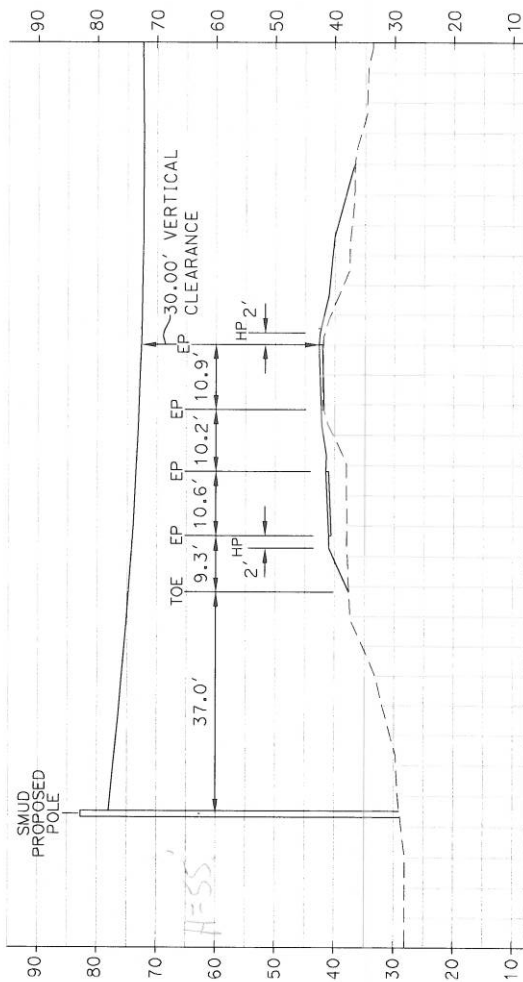 90
80
70
60
50
40
30
20
10
SMUD
PROPOSED
POLE
H=55'
37.0'
TOE
9.3'
2'
HP
EP
10.6'
EP
10.2'
EP
10.9'
EP
HP
2'
30.00' VERTICAL
CLEARANCE
90
80
70
60
50
40
30
20
10